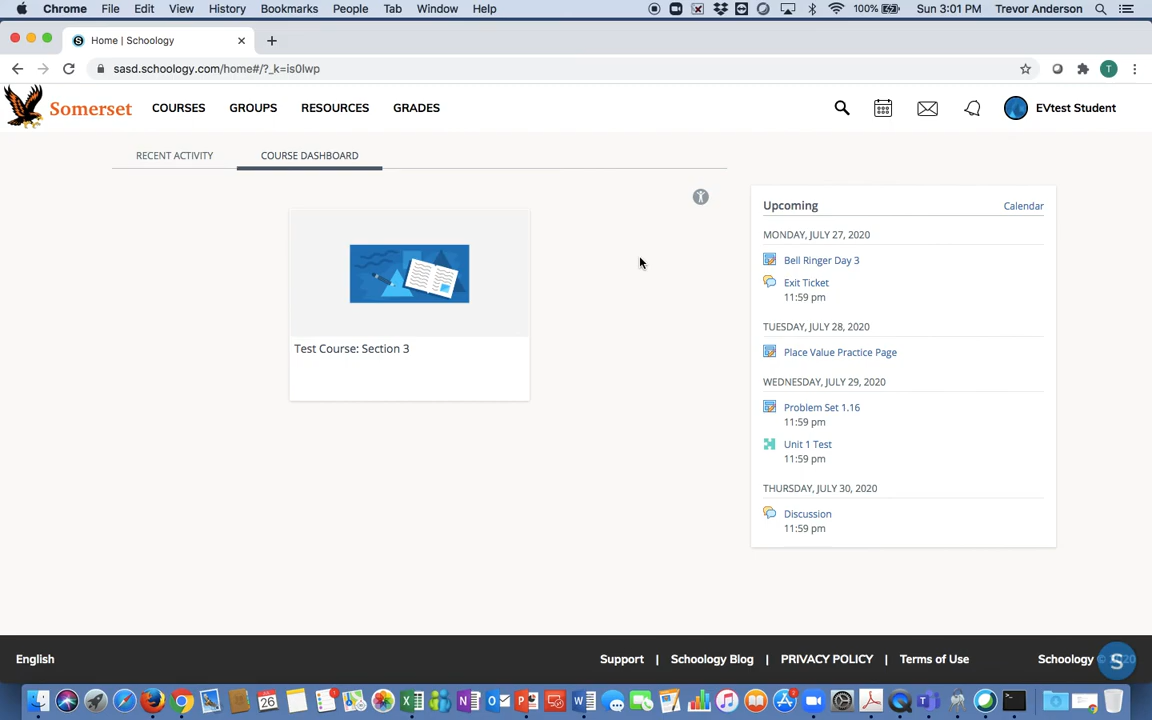 Chrome File Edit View History Bookmarks People Tab Window Help 100% Sun 3:01 PM Trevor Anderson
Home | Schoology
sasd.schoology.com/home#/?_k=is0lwp T
Somerset COURSES GROUPS RESOURCES GRADES EVtest Student
RECENT ACTIVITY COURSE DASHBOARD
Test Course: Section 3
Upcoming Calendar
MONDAY, JULY 27, 2020
Bell Ringer Day 3
Exit Ticket
11:59 pm
TUESDAY, JULY 28, 2020
Place Value Practice Page
WEDNESDAY, JULY 29, 2020
Problem Set 1.16
11:59 pm
Unit 1 Test
11:59 pm
THURSDAY, JULY 30, 2020
Discussion
11:59 pm
English Support | Schoology Blog | PRIVACY POLICY | Terms of Use Schoology © 2020
S
26